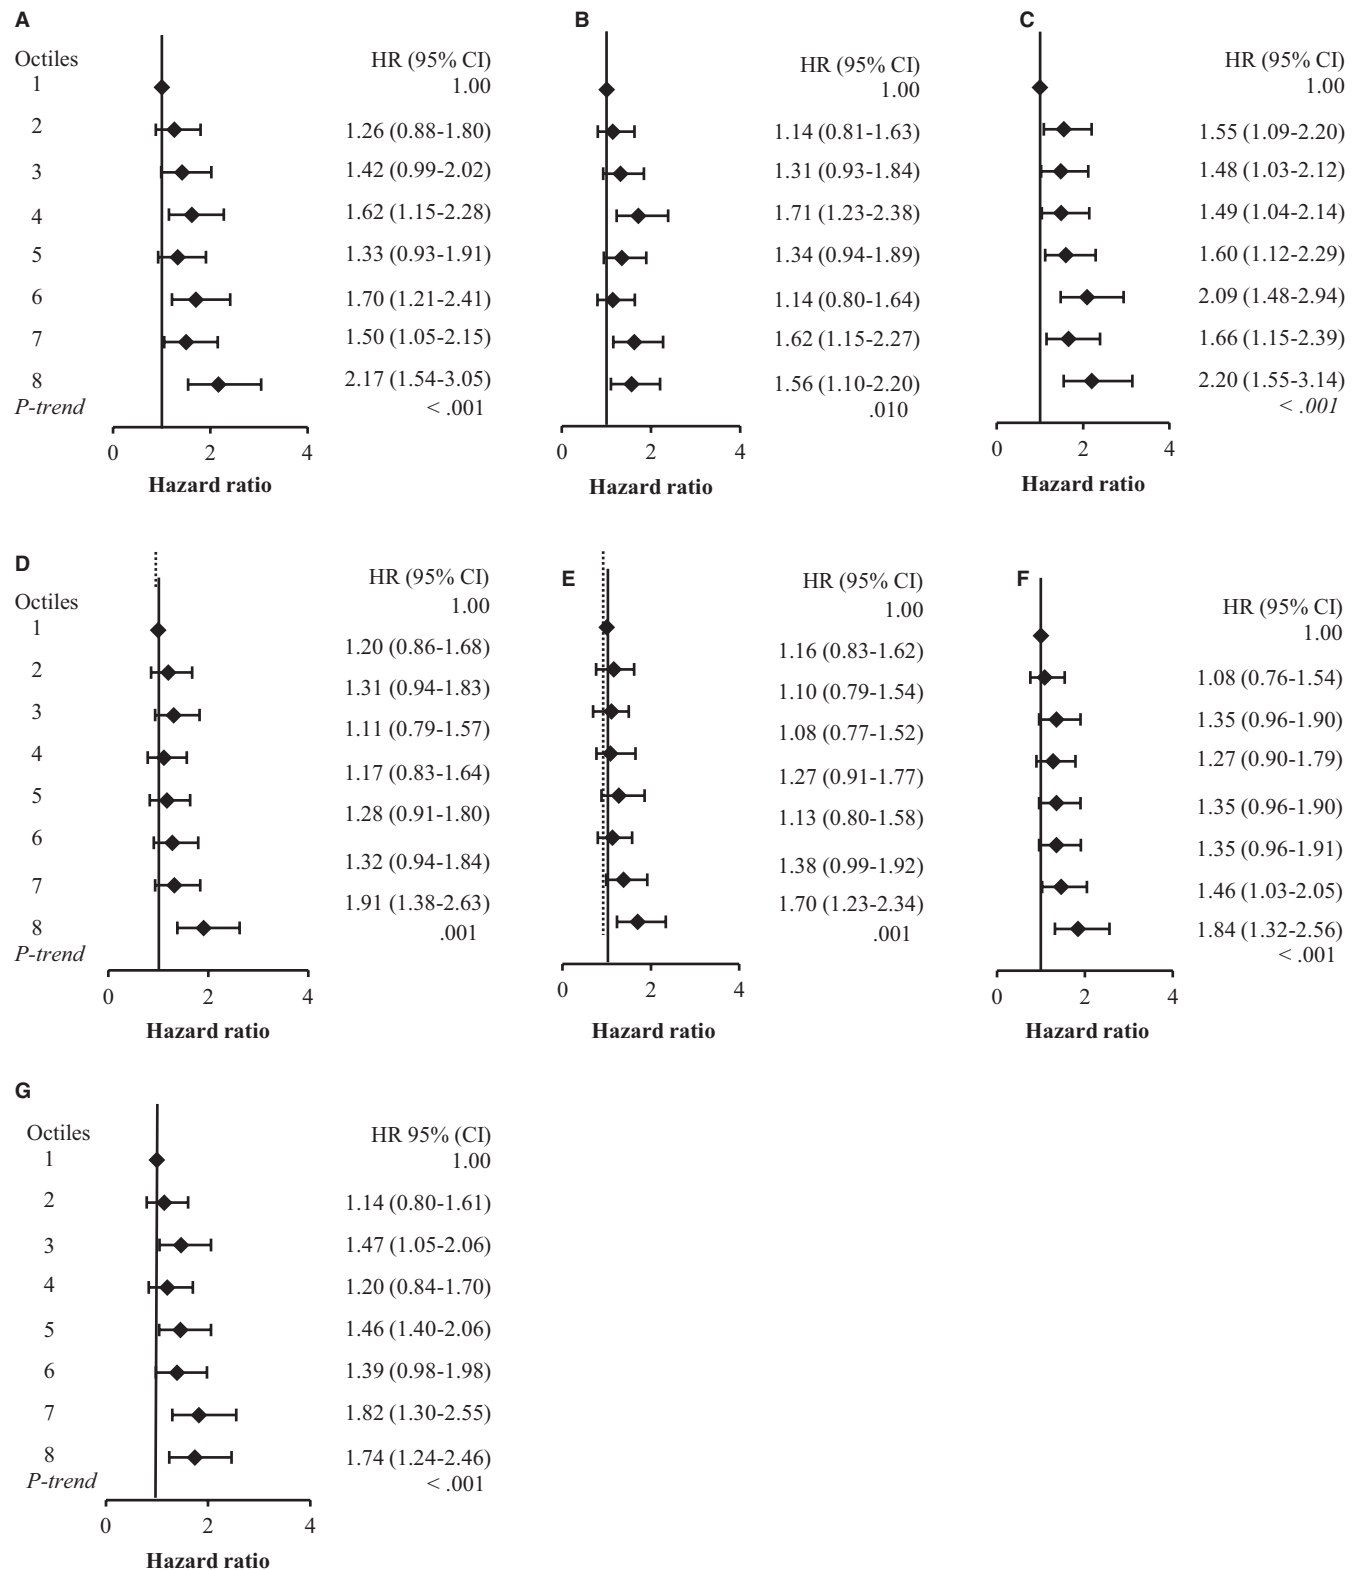 A
Octiles
HR (95% CI)
1
1.00
2
1.26 (0.88-1.80)
3
1.42 (0.99-2.02)
4
1.62 (1.15-2.28)
5
1.33 (0.93-1.91)
6
1.70 (1.21-2.41)
7
1.50 (1.05-2.15)
8
2.17 (1.54-3.05)
P-trend
< .001
0 2 4
Hazard ratio
B
HR (95% CI)
1.00
1.14 (0.81-1.63)
1.31 (0.93-1.84)
1.71 (1.23-2.38)
1.34 (0.94-1.89)
1.14 (0.80-1.64)
1.62 (1.15-2.27)
1.56 (1.10-2.20)
.010
0 2 4
Hazard ratio
C
HR (95% CI)
1.00
1.55 (1.09-2.20)
1.48 (1.03-2.12)
1.49 (1.04-2.14)
1.60 (1.12-2.29)
2.09 (1.48-2.94)
1.66 (1.15-2.39)
2.20 (1.55-3.14)
< .001
0 2 4
Hazard ratio
D
HR (95% CI)
Octiles
1.00
1
1.20 (0.86-1.68)
2
1.31 (0.94-1.83)
3
1.11 (0.79-1.57)
4
1.17 (0.83-1.64)
5
1.28 (0.91-1.80)
6
1.32 (0.94-1.84)
7
1.91 (1.38-2.63)
8
.001
P-trend
0 2 4
Hazard ratio
E
HR (95% CI)
1.00
1.16 (0.83-1.62)
1.10 (0.79-1.54)
1.08 (0.77-1.52)
1.27 (0.91-1.77)
1.13 (0.80-1.58)
1.38 (0.99-1.92)
1.70 (1.23-2.34)
.001
0 2 4
Hazard ratio
F
HR (95% CI)
1.00
1.08 (0.76-1.54)
1.35 (0.96-1.90)
1.27 (0.90-1.79)
1.35 (0.96-1.90)
1.35 (0.96-1.91)
1.46 (1.03-2.05)
1.84 (1.32-2.56)
< .001
0 2 4
Hazard ratio
G
Octiles
HR 95% (CI)
1
1.00
2
1.14 (0.80-1.61)
3
1.47 (1.05-2.06)
4
1.20 (0.84-1.70)
5
1.46 (1.40-2.06)
6
1.39 (0.98-1.98)
7
1.82 (1.30-2.55)
8
1.74 (1.24-2.46)
P-trend
< .001
0 2 4
Hazard ratio